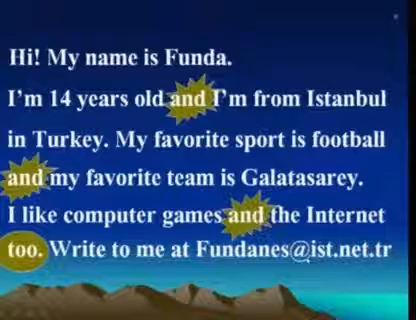 Hi! My name is Funda.
I'm 14 years old and I'm from Istanbul
in Turkey. My favorite sport is football
and my favorite team is Galatasarey.
I like computer games and the Internet
too. Write to me at Fundanes@ist.net.tr